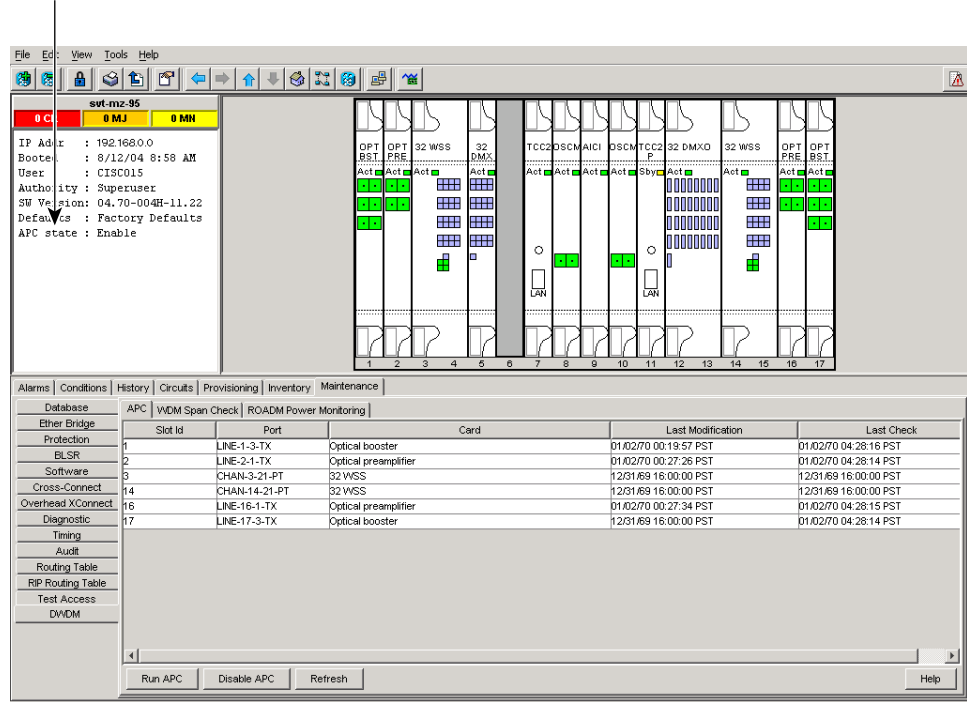 File Edit View Tools Help
svt-mz-95
0 CR 0 MJ 0 MN
IP Addr : 192.168.0.0
Booted : 8/12/04 8:58 AM
User : CISCO15
Authority : Superuser
SW Version: 04.70-004H-11.22
Defaults : Factory Defaults
APC state : Enable
OPT BST OPT PRE 32 WSS 32 DMX TCC2 OSCM AICI OSCM TCC2P 32 DMXO 32 WSS OPT PRE OPT BST
Act Act Act Act Act Act Act Act Sby Act Act Act Act
LAN LAN
1 2 3 4 5 6 7 8 9 10 11 12 13 14 15 16 17
Alarms Conditions History Circuits Provisioning Inventory Maintenance
Database
Ether Bridge
Protection
BLSR
Software
Cross-Connect
Overhead XConnect
Diagnostic
Timing
Audit
Routing Table
RIP Routing Table
Test Access
DWDM
APC WDM Span Check ROADM Power Monitoring
Slot Id Port Card Last Modification Last Check
1 LINE-1-3-TX Optical booster 01/02/70 00:19:57 PST 01/02/70 04:28:16 PST
2 LINE-2-1-TX Optical preamplifier 01/02/70 00:27:26 PST 01/02/70 04:28:14 PST
3 CHAN-3-21-PT 32 WSS 12/31/69 16:00:00 PST 12/31/69 16:00:00 PST
14 CHAN-14-21-PT 32 WSS 12/31/69 16:00:00 PST 12/31/69 16:00:00 PST
16 LINE-16-1-TX Optical preamplifier 01/02/70 00:27:34 PST 01/02/70 04:28:15 PST
17 LINE-17-3-TX Optical booster 12/31/69 16:00:00 PST 01/02/70 04:28:14 PST
Run APC Disable APC Refresh Help